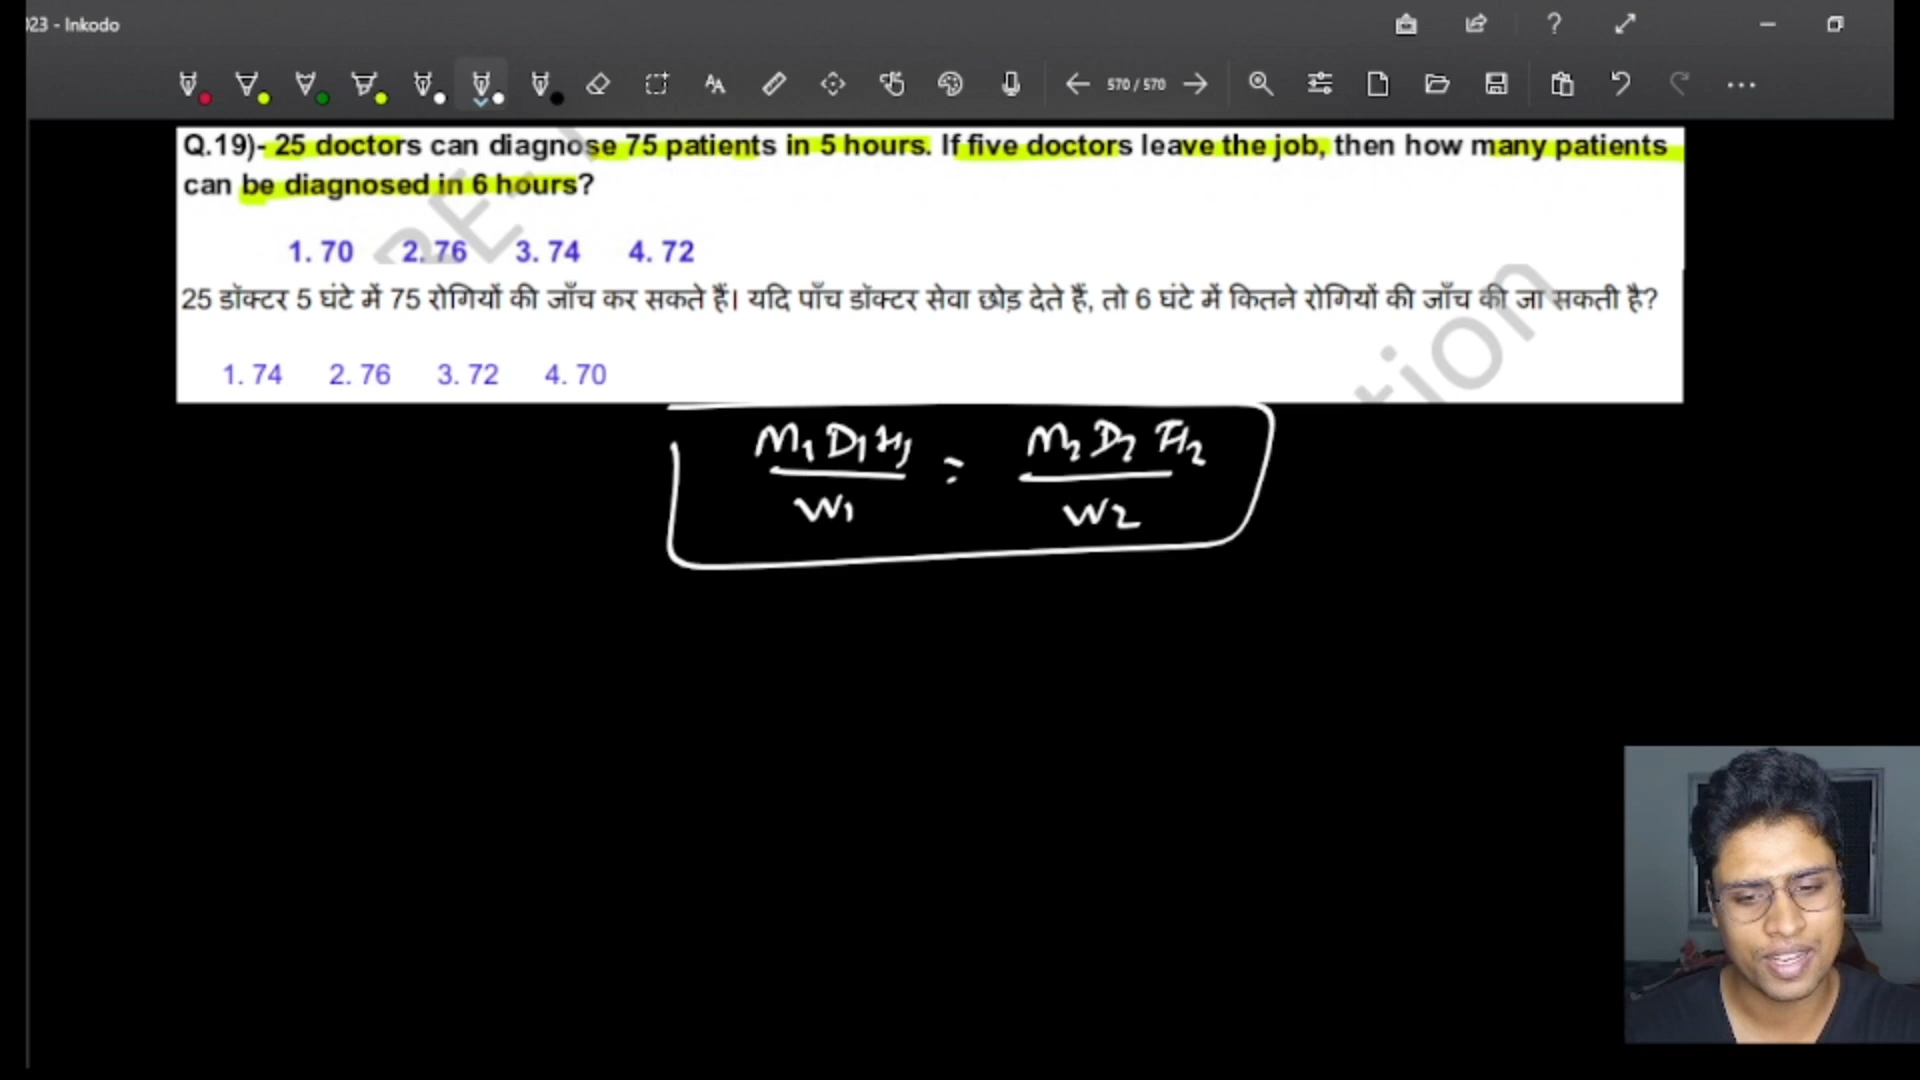 023 - Inkodo
570 / 570
Q.19)- 25 doctors can diagnose 75 patients in 5 hours. If five doctors leave the job, then how many patients
can be diagnosed in 6 hours?
1. 70 2. 76 3. 74 4. 72
25 डॉक्टर 5 घंटे में 75 रोगियों की जाँच कर सकते हैं। यदि पाँच डॉक्टर सेवा छोड़ देते हैं, तो 6 घंटे में कितने रोगियों की जाँच की जा सकती है?
1. 74 2. 76 3. 72 4. 70
M₁ D₁ H₁ = M₂ D₂ H₂
W₁ W₂